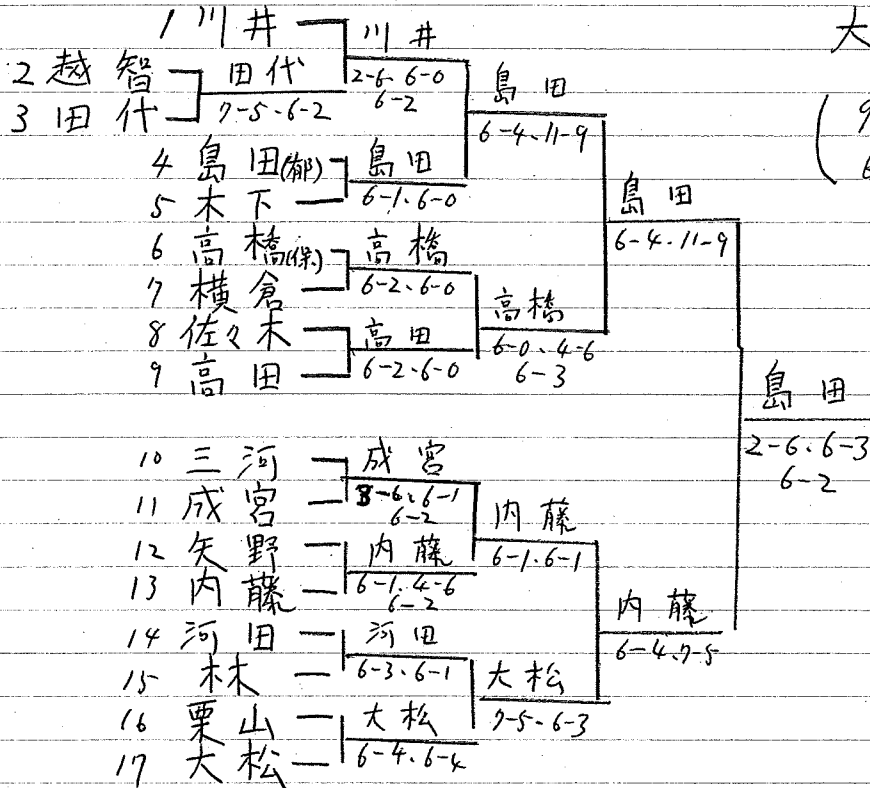 1 川井
2 越智
3 田代
4 島田(郁)
5 木下
6 高橋(保)
7 横倉
8 佐々木
9 高田
10 三河
11 成宮
12 矢野
13 内藤
14 河田
15 林
16 栗山
17 大松
田代
7-5.6-2
川井
2-6.6-0
6-2
島田
6-1.6-0
高橋
6-2.6-0
高田
6-2.6-0
成宮
3-6.6-1
6-2
内藤
6-1.4-6
6-2
河田
6-3.6-1
大松
6-4.6-4
島田
6-4.11-9
高橋
6-0.4-6
6-3
内藤
6-1.6-1
大松
7-5.6-3
島田
6-4.11-9
内藤
6-4.7-5
島田
2-6.6-3
6-2
大